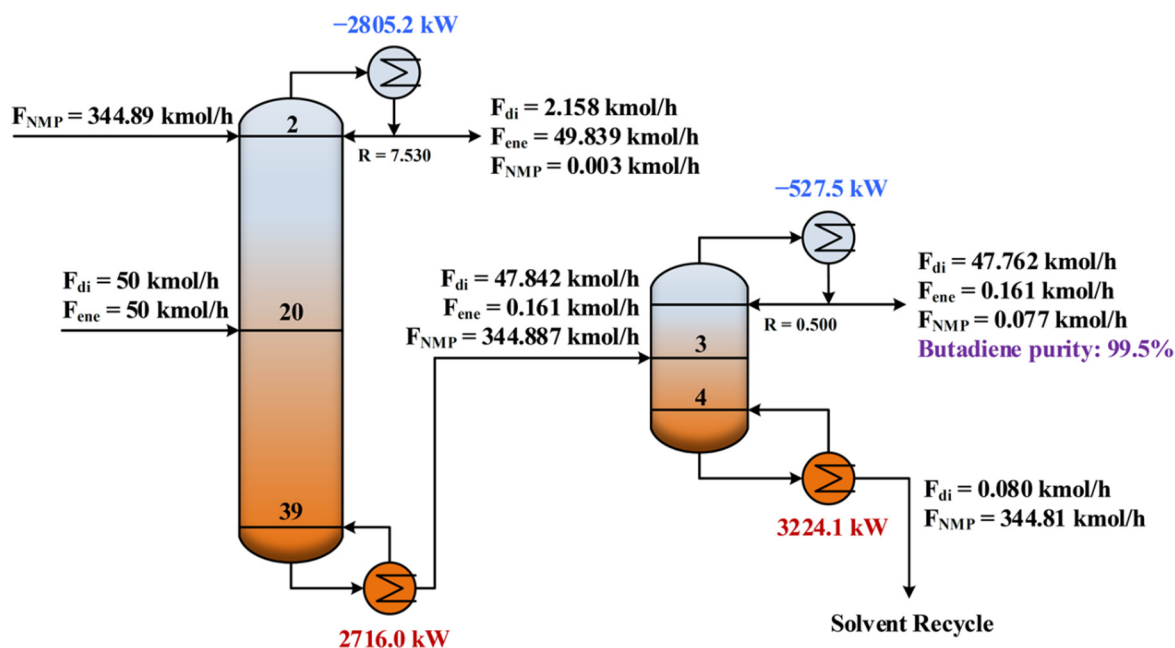 −2805.2 kW
F_NMP = 344.89 kmol/h
2
F_di = 2.158 kmol/h
F_ene = 49.839 kmol/h
F_NMP = 0.003 kmol/h
R = 7.530
−527.5 kW
F_di = 50 kmol/h
F_ene = 50 kmol/h
20
F_di = 47.842 kmol/h
F_ene = 0.161 kmol/h
F_NMP = 344.887 kmol/h
F_di = 47.762 kmol/h
F_ene = 0.161 kmol/h
F_NMP = 0.077 kmol/h
Butadiene purity: 99.5%
R = 0.500
3
4
39
F_di = 0.080 kmol/h
F_NMP = 344.81 kmol/h
3224.1 kW
2716.0 kW
Solvent Recycle